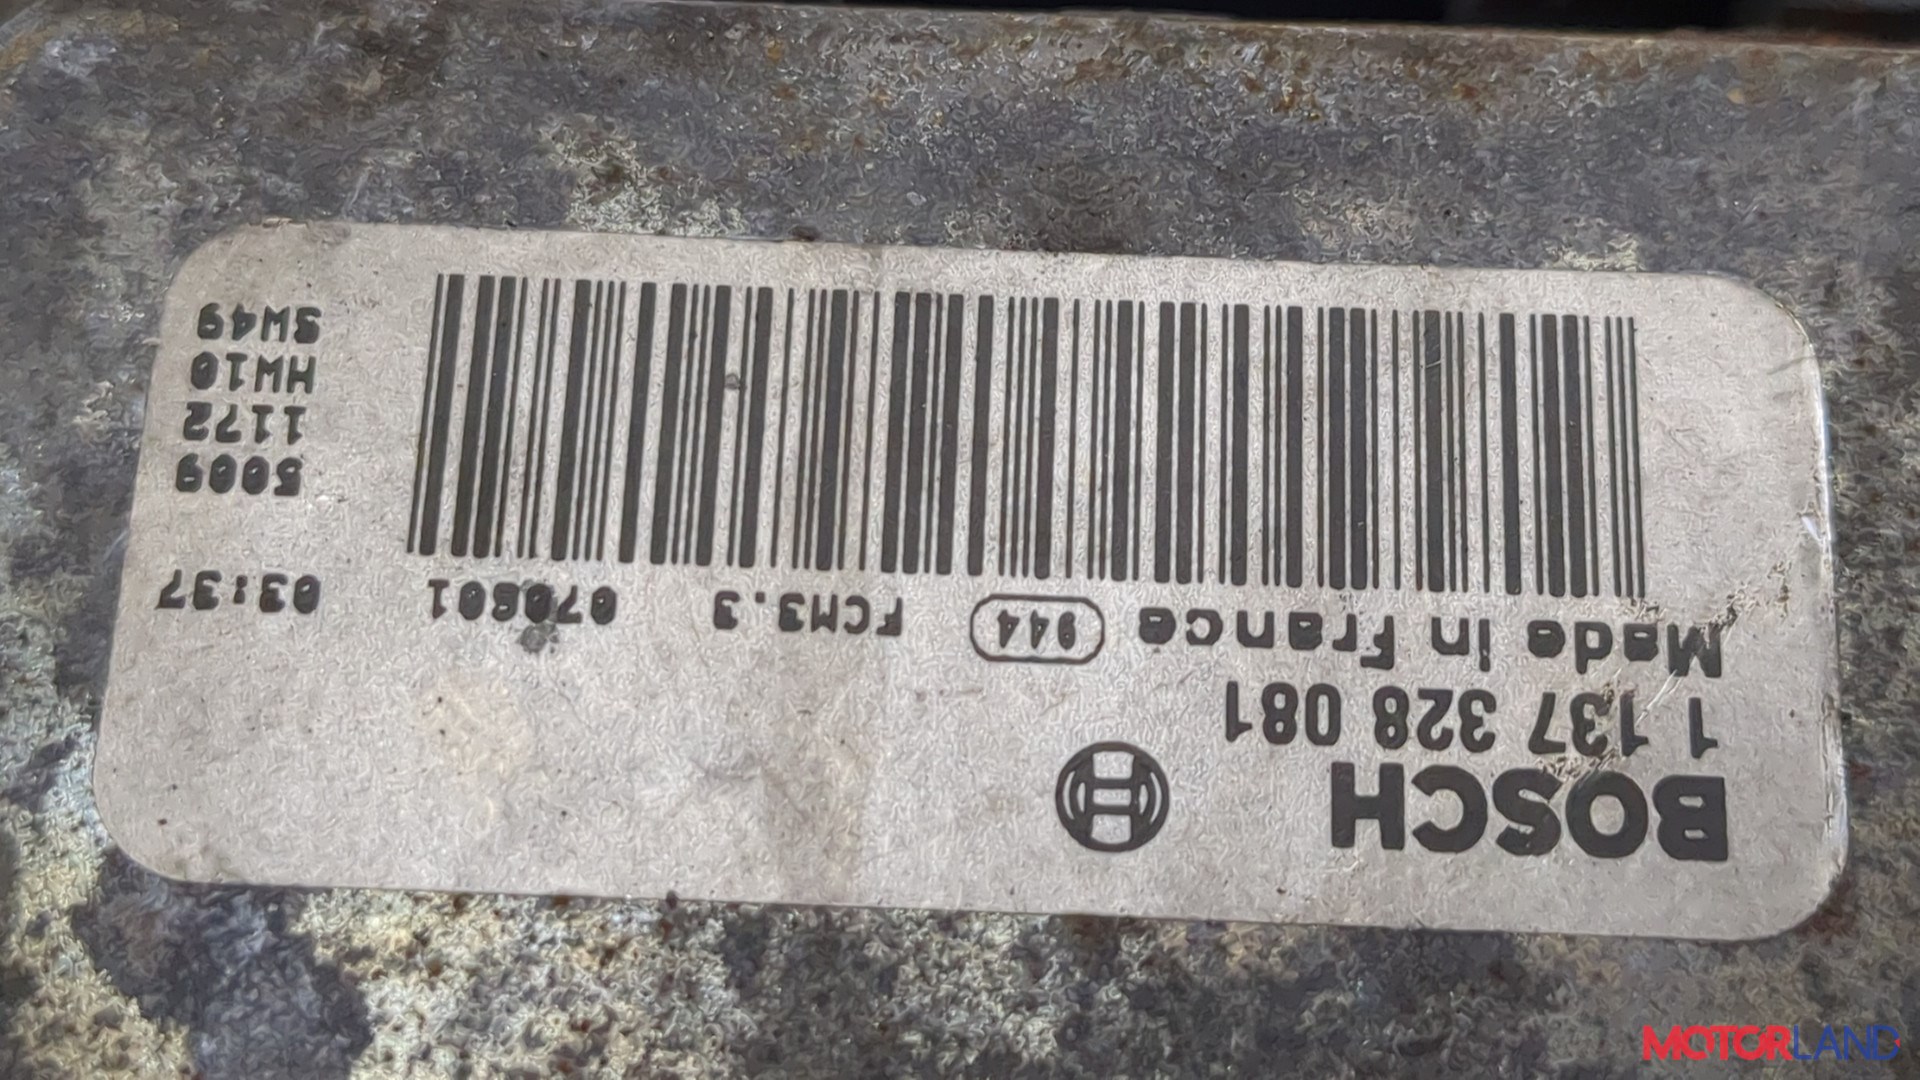 BOSCH
1 137 328 081
Made in France 944 FCM3.3 070601 03:37
5009
1172
HW10
SW49
MOTORLAND